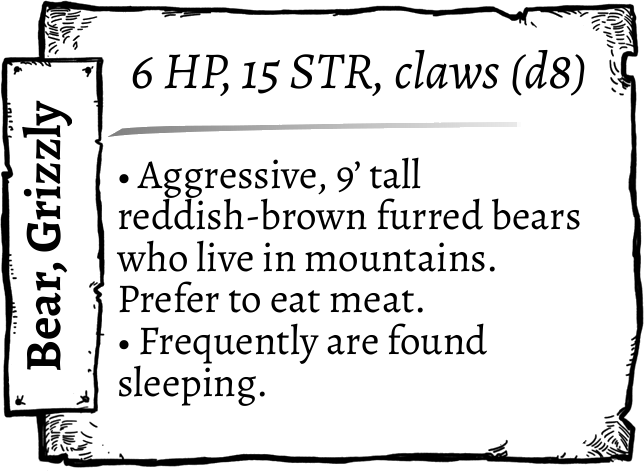 Bear, Grizzly
6 HP, 15 STR, claws (d8)
• Aggressive, 9’ tall
reddish-brown furred bears
who live in mountains.
Prefer to eat meat.
• Frequently are found
sleeping.